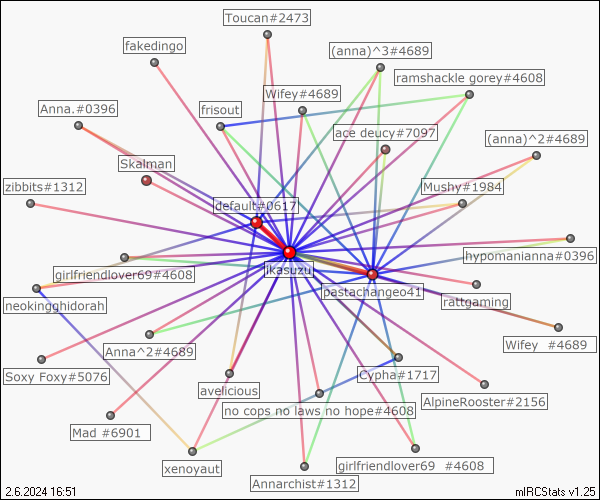 Toucan#2473
fakedingo
(anna)^3#4689
ramshackle gorey#4608
Wifey#4689
Anna.#0396
frisout
ace deucy#7097
(anna)^2#4689
Skalman
zibbits#1312
Mushy#1984
default#0617
hypomanianna#0396
jkasuzu
girlfriendlover69#4608
pastachangeo41
rattgaming
neokingghidorah
Anna^2#4689
Wifey #4689
Soxy Foxy#5076
Cypha#1717
avelicious
AlpineRooster#2156
no cops no laws no hope#4608
Mad #6901
xenoyaut
girlfriendlover69 #4608
Annarchist#1312
2.6.2024 16:51
mIRCStats v1.25